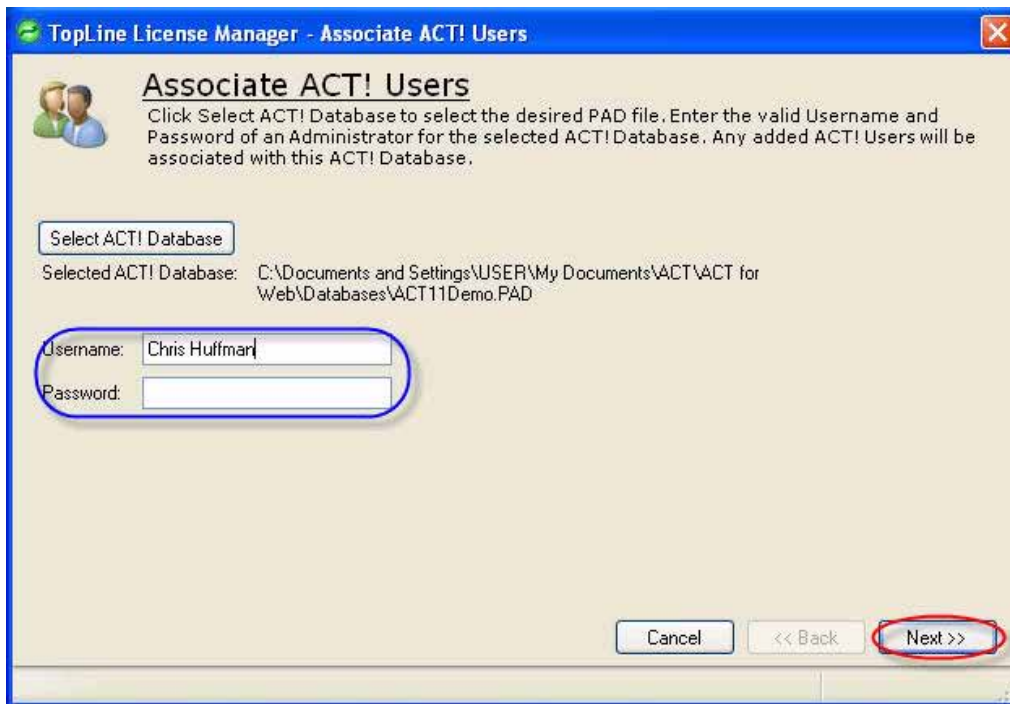 TopLine License Manager - Associate ACT! Users
Associate ACT! Users
Click Select ACT! Database to select the desired PAD file. Enter the valid Username and
Password of an Administrator for the selected ACT! Database. Any added ACT! Users will be
associated with this ACT! Database.
Select ACT! Database
Selected ACT! Database: C:\Documents and Settings\USER\My Documents\ACT\ACT for
Web\Databases\ACT11Demo.PAD
Username: Chris Huffman
Password:
Cancel << Back Next >>